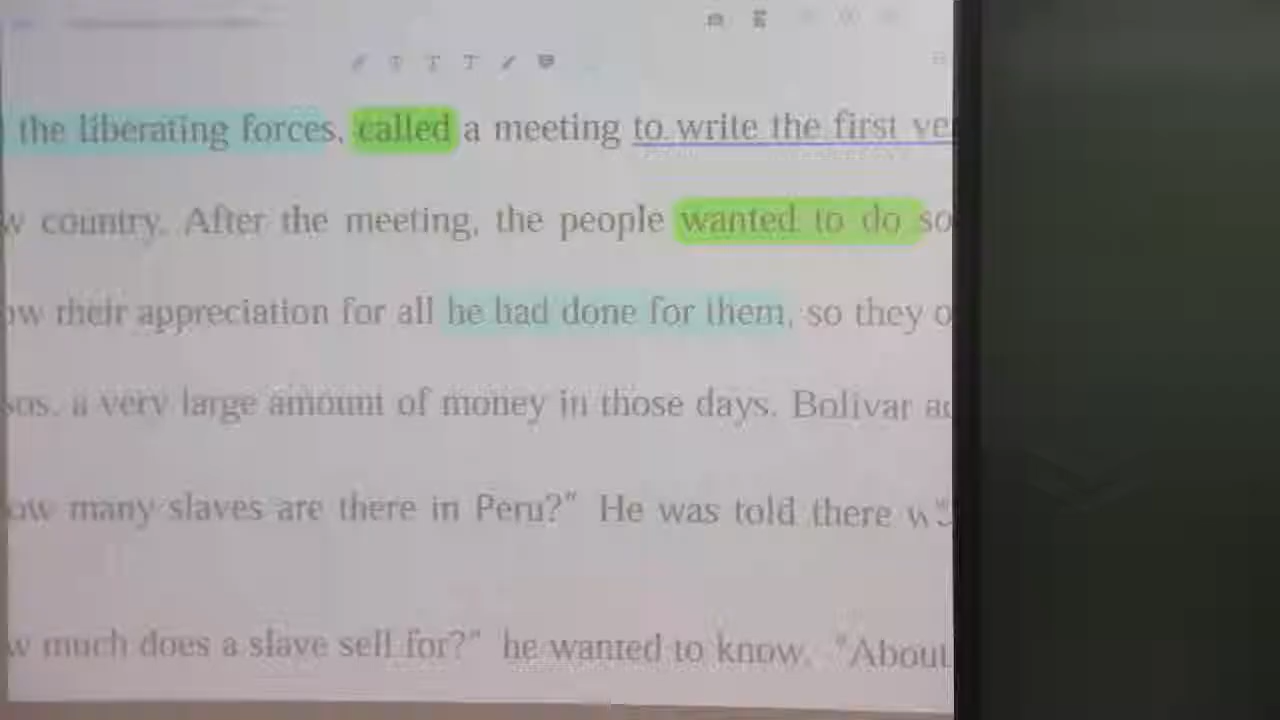 the liberating forces, called a meeting to write the first
country. After the meeting, the people wanted to do
their appreciation for all he had done for them, so they
a very large amount of money in those days. Bolivar
many slaves are there in Peru?" He was told there
much does a slave sell for?" he wanted to know. "About